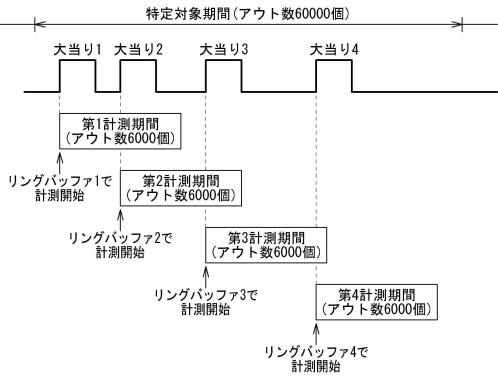 特定対象期間(アウト数60000個)
大当り1
大当り2
大当り3
大当り4
第1計測期間
(アウト数6000個)
リングバッファ1で
計測開始
第2計測期間
(アウト数6000個)
リングバッファ2で
計測開始
第3計測期間
(アウト数6000個)
リングバッファ3で
計測開始
第4計測期間
(アウト数6000個)
リングバッファ4で
計測開始